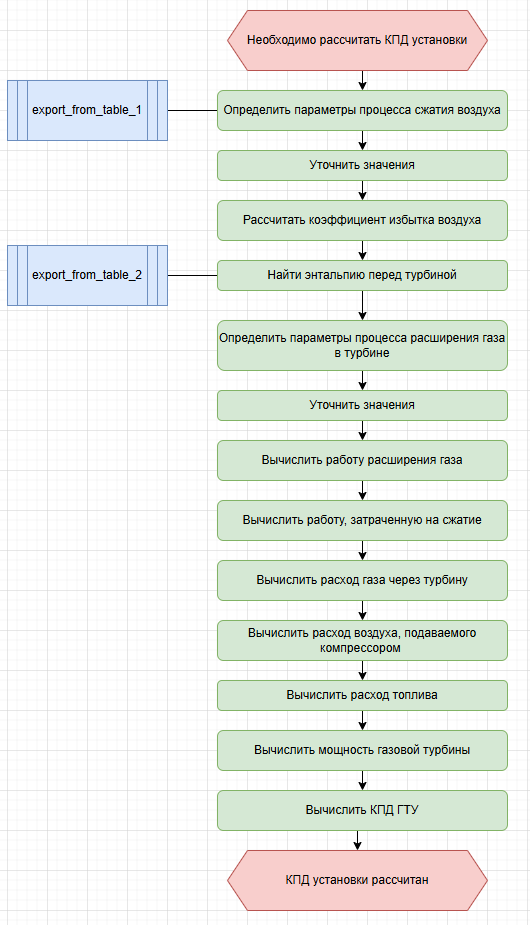 Необходимо рассчитать КПД установки
export_from_table_1
Определить параметры процесса сжатия воздуха
Уточнить значения
Рассчитать коэффициент избытка воздуха
export_from_table_2
Найти энтальпию перед турбиной
Определить параметры процесса расширения газа
в турбине
Уточнить значения
Вычислить работу расширения газа
Вычислить работу, затраченную на сжатие
Вычислить расход газа через турбину
Вычислить расход воздуха, подаваемого
компрессором
Вычислить расход топлива
Вычислить мощность газовой турбины
Вычислить КПД ГТУ
КПД установки рассчитан